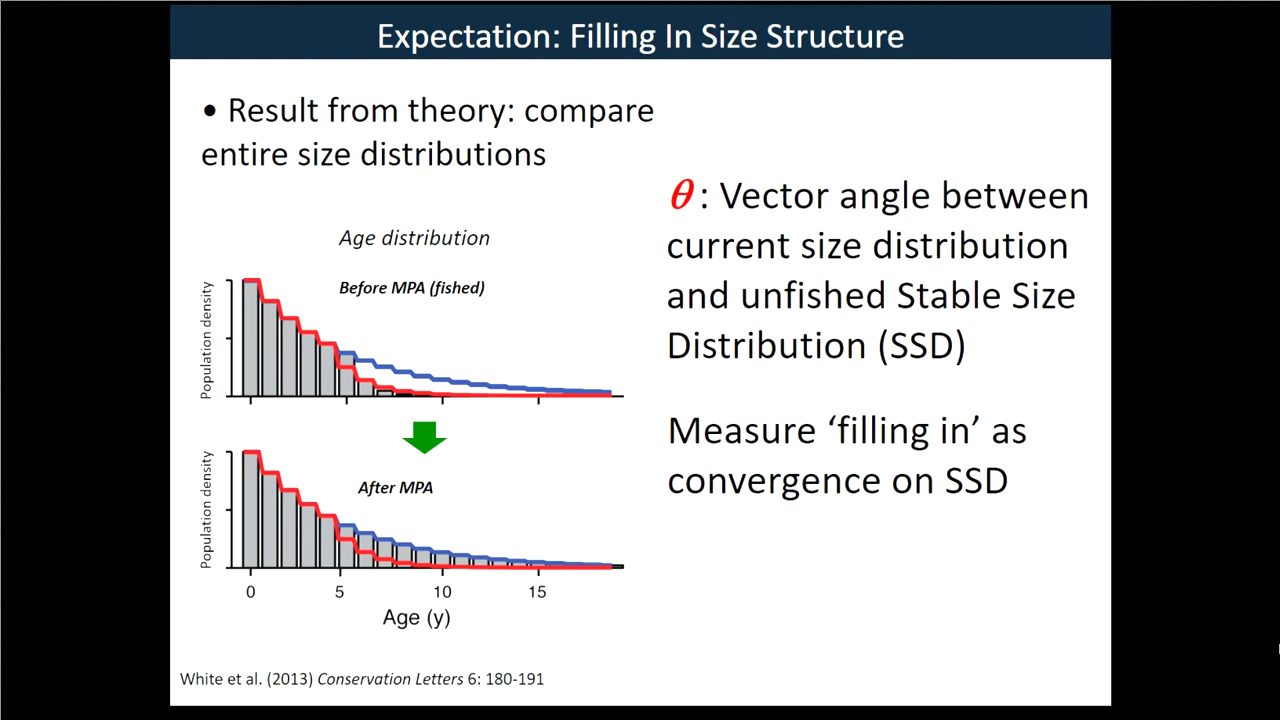 Expectation: Filling In Size Structure
• Result from theory: compare
entire size distributions
Age distribution
Before MPA (fished)
Population density
After MPA
Population density
0 5 10 15
Age (y)
θ : Vector angle between
current size distribution
and unfished Stable Size
Distribution (SSD)
Measure ‘filling in’ as
convergence on SSD
White et al. (2013) Conservation Letters 6: 180-191